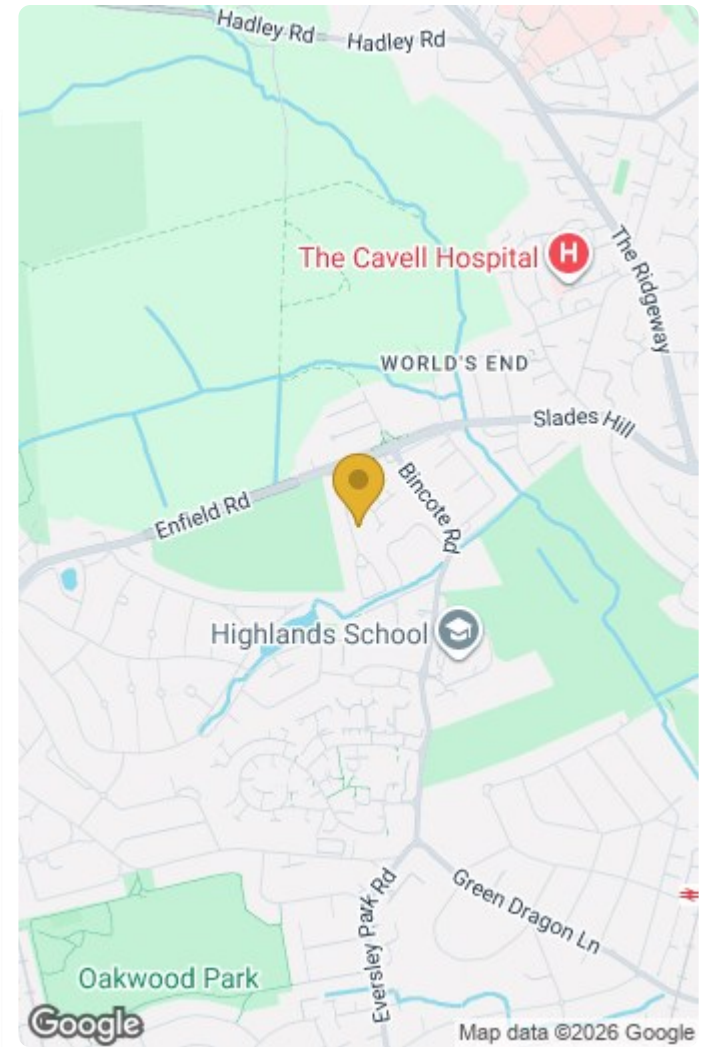 Hadley Rd
Hadley Rd
The Cavell Hospital
H
The Ridgeway
WORLD'S END
Slades Hill
Bincote Rd
Enfield Rd
Highlands School
Green Dragon Ln
Eversley Park Rd
Oakwood Park
Google
Map data ©2026 Google